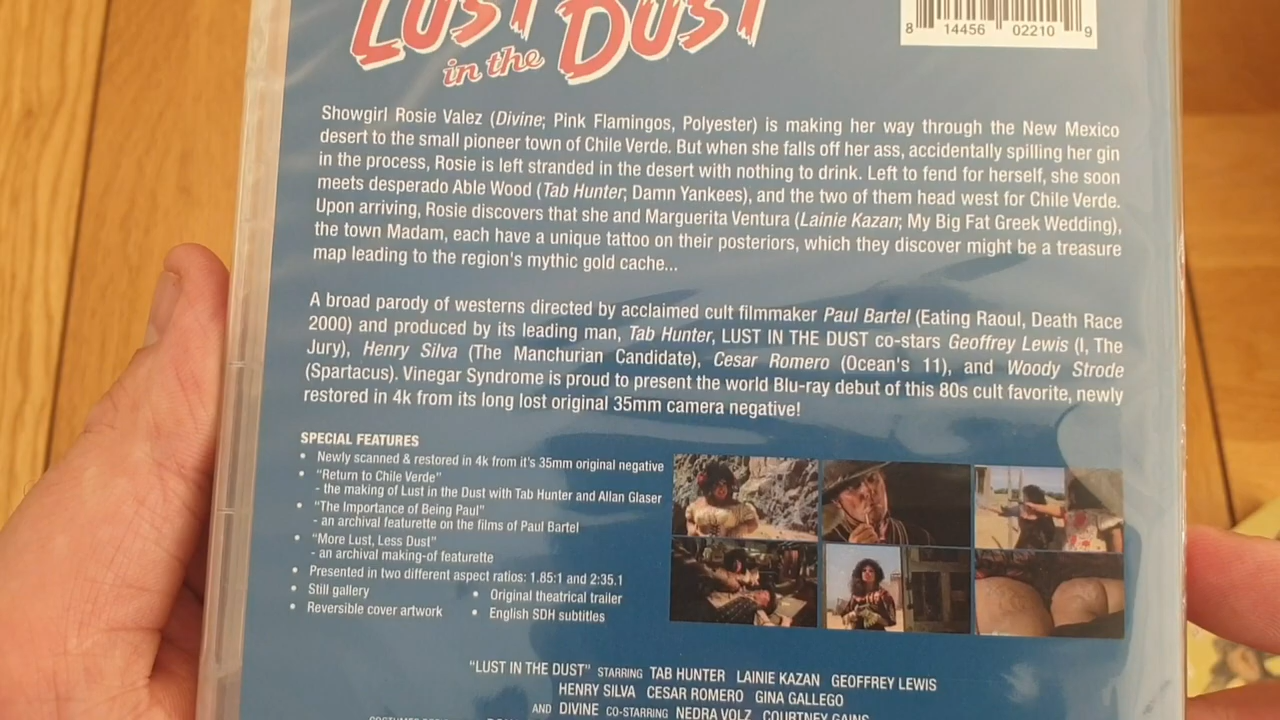 LUST
in the DUST
8 14456 02210 9
Showgirl Rosie Valez (Divine; Pink Flamingos, Polyester) is making her way through the New Mexico
desert to the small pioneer town of Chile Verde. But when she falls off her ass, accidentally spilling her gin
in the process, Rosie is left stranded in the desert with nothing to drink. Left to fend for herself, she soon
meets desperado Able Wood (Tab Hunter; Damn Yankees), and the two of them head west for Chile Verde.
Upon arriving, Rosie discovers that she and Marguerita Ventura (Lainie Kazan; My Big Fat Greek Wedding),
the town Madam, each have a unique tattoo on their posteriors, which they discover might be a treasure
map leading to the region's mythic gold cache...
A broad parody of westerns directed by acclaimed cult filmmaker Paul Bartel (Eating Raoul, Death Race
2000) and produced by its leading man, Tab Hunter, LUST IN THE DUST co-stars Geoffrey Lewis (I, The
Jury), Henry Silva (The Manchurian Candidate), Cesar Romero (Ocean's 11), and Woody Strode
(Spartacus). Vinegar Syndrome is proud to present the world Blu-ray debut of this 80s cult favorite, newly
restored in 4k from its long lost original 35mm camera negative!
SPECIAL FEATURES
• Newly scanned & restored in 4k from it's 35mm original negative
• "Return to Chile Verde"
- the making of Lust in the Dust with Tab Hunter and Allan Glaser
• "The Importance of Being Paul"
- an archival featurette on the films of Paul Bartel
• "More Lust, Less Dust"
- an archival making-of featurette
• Presented in two different aspect ratios: 1.85:1 and 2:35.1
• Still gallery • Original theatrical trailer
• Reversible cover artwork • English SDH subtitles
"LUST IN THE DUST" STARRING TAB HUNTER LAINIE KAZAN GEOFFREY LEWIS
HENRY SILVA CESAR ROMERO GINA GALLEGO
AND DIVINE CO-STARRING NEDRA VOLZ COURTNEY GAINS